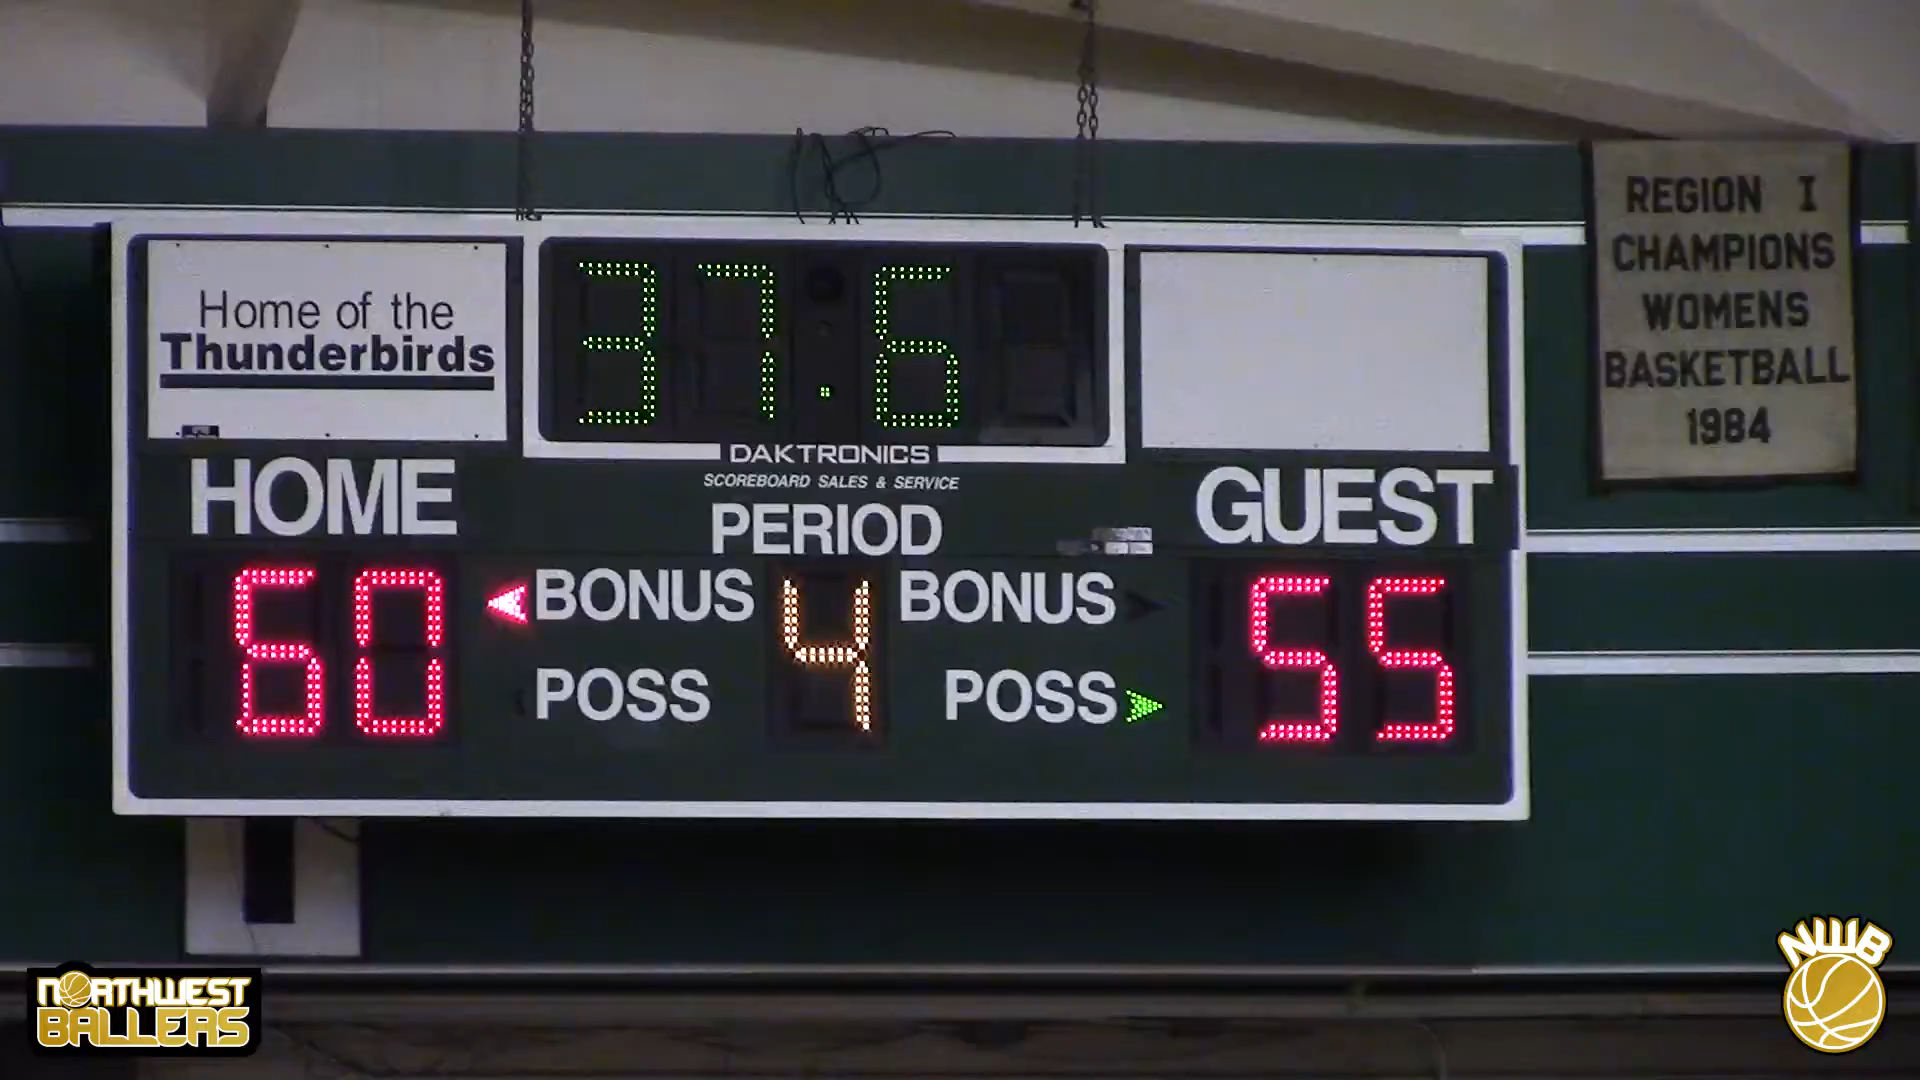 REGION I
CHAMPIONS
WOMENS
BASKETBALL
1984
Home of the
Thunderbirds
37.6
DAKTRONICS
SCOREBOARD SALES & SERVICE
HOME
PERIOD
GUEST
60
BONUS
4
BONUS
55
POSS
POSS
NORTHWEST
BALLERS
NWB